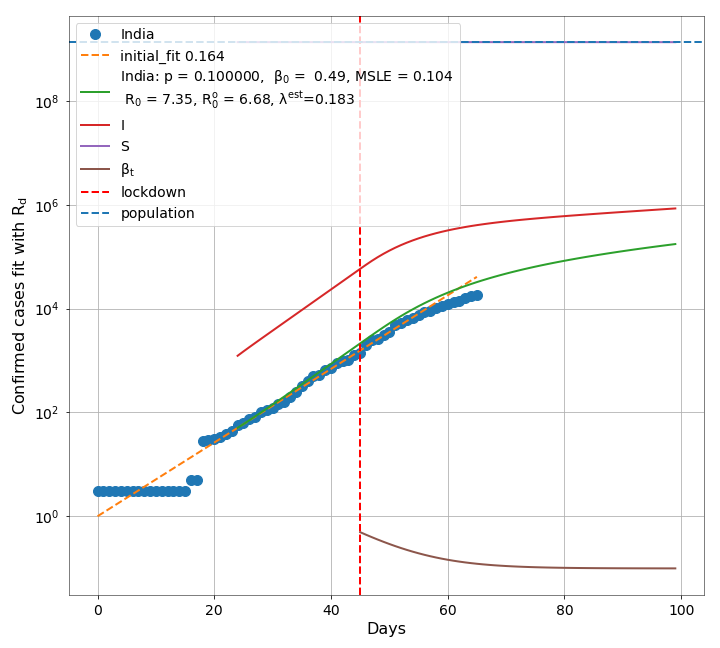 India
initial_fit 0.164
India: p = 0.100000,  β₀ =  0.49, MSLE = 0.104
R₀ = 7.35, R₀ᵒ = 6.68, λᵉˢᵗ=0.183
I
S
βₜ
lockdown
population
Confirmed cases fit with R_d
10⁸
10⁶
10⁴
10²
10⁰
0 20 40 60 80 100
Days